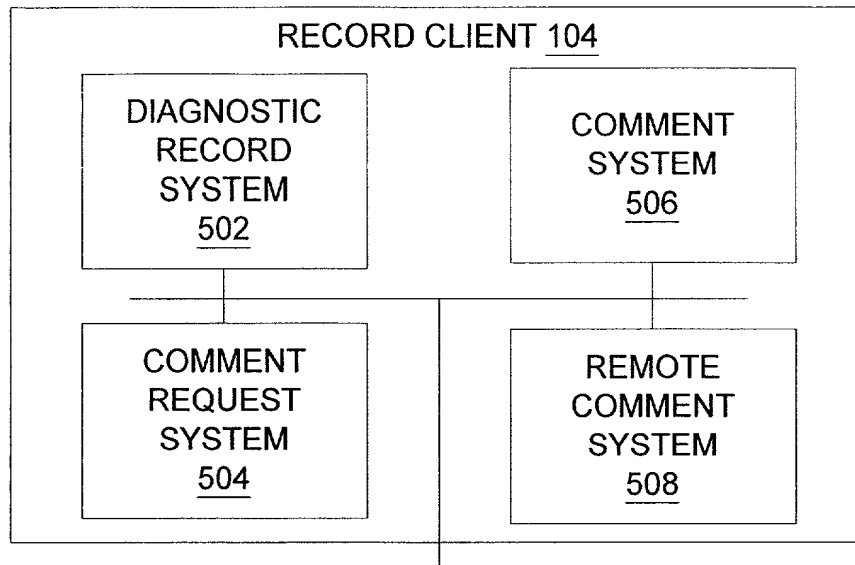 RECORD CLIENT 104
DIAGNOSTIC
RECORD
SYSTEM
502
COMMENT
SYSTEM
506
COMMENT
REQUEST
SYSTEM
504
REMOTE
COMMENT
SYSTEM
508